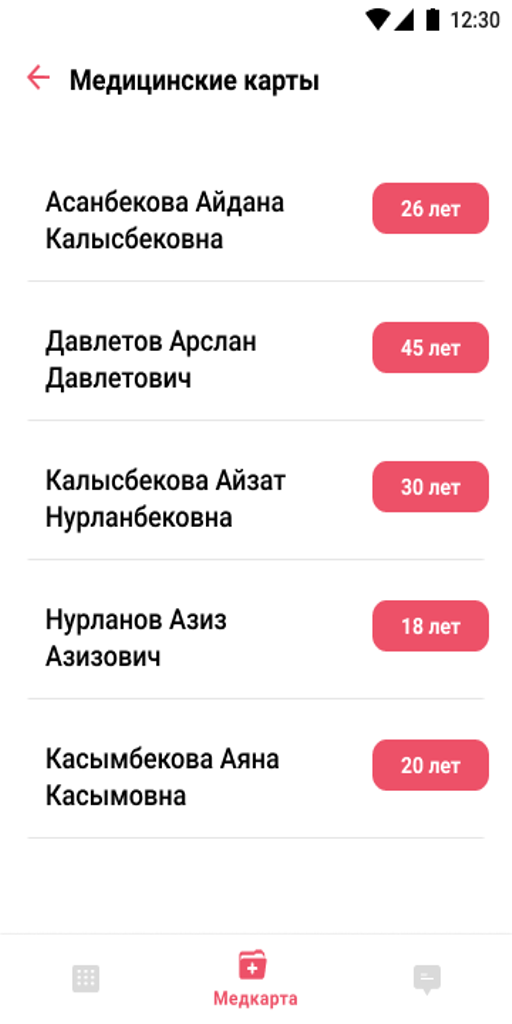 12:30
Медицинские карты
Асанбекова Айдана
Калысбековна
26 лет
Давлетов Арслан
Давлетович
45 лет
Калысбекова Айзат
Нурланбековна
30 лет
Нурланов Азиз
Азизович
18 лет
Касымбекова Аяна
Касымовна
20 лет
Медкарта